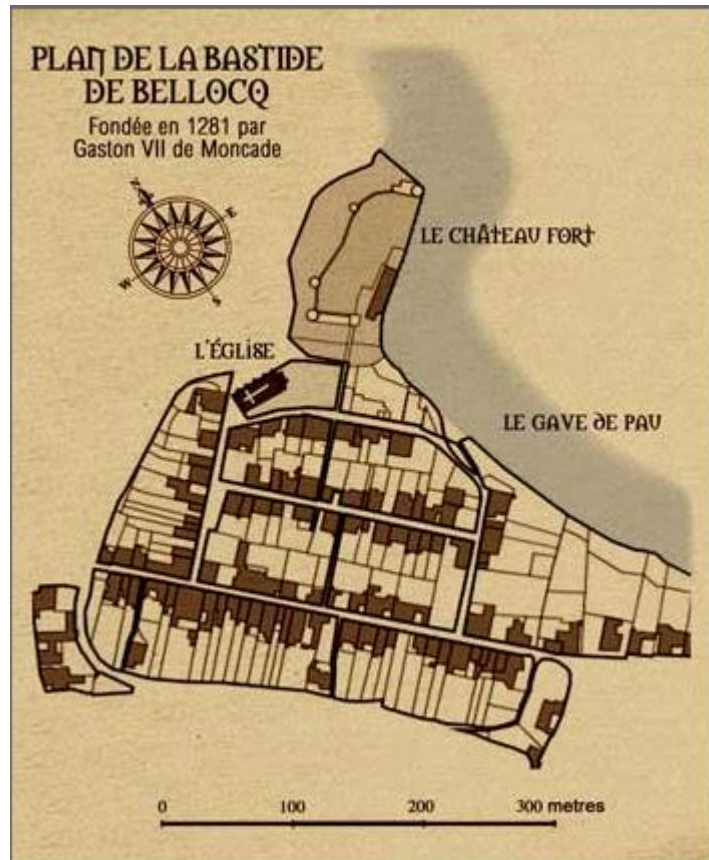 PLAN DE LA BASTIDE
DE BELLOCQ
Fondée en 1281 par
Gaston VII de Moncade
N
E
W
S
LE CHÂTEAU FORT
L'ÉGLISE
LE GAVE DE PAU
0 100 200 300 metres